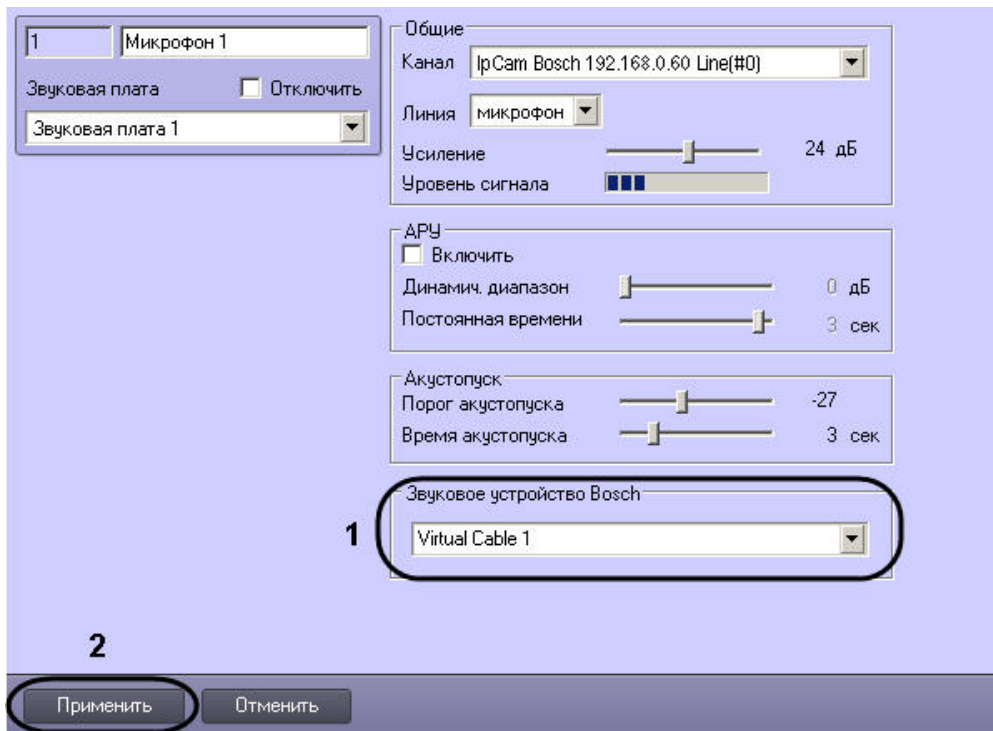 1
Микрофон 1
Звуковая плата
Отключить
Звуковая плата 1
Общие
Канал
IpCam Bosch 192.168.0.60 Line(#0)
Линия
микрофон
Усиление
24 дБ
Уровень сигнала
АРУ
Включить
Динамич. диапазон
0 дБ
Постоянная времени
3 сек
Акустопуск
Порог акустопуска
-27
Время акустопуска
3 сек
Звуковое устройство Bosch
1
Virtual Cable 1
2
Применить
Отменить